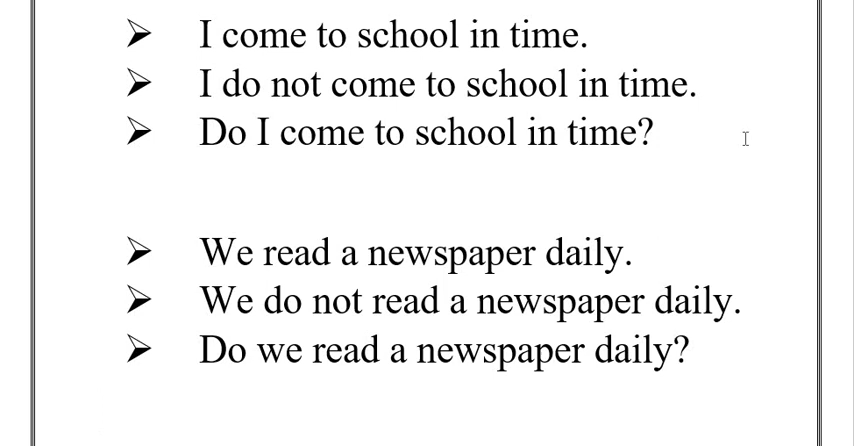 I come to school in time.
I do not come to school in time.
Do I come to school in time?
We read a newspaper daily.
We do not read a newspaper daily.
Do we read a newspaper daily?